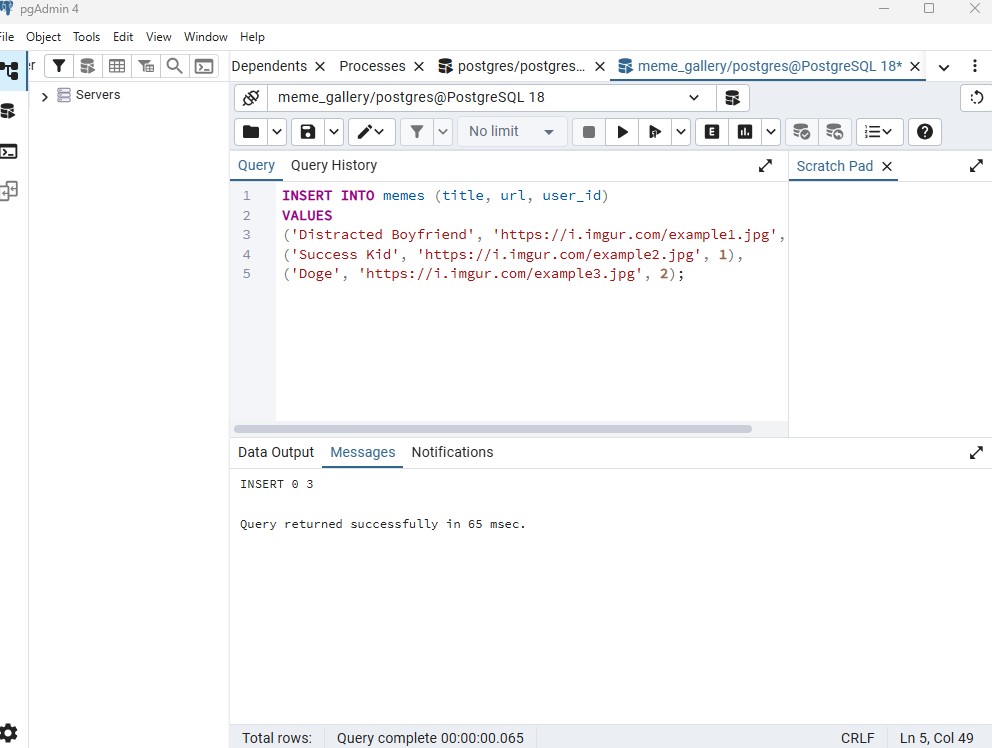 pgAdmin 4
File Object Tools Edit View Window Help
Dependents Processes postgres/postgres... meme_gallery/postgres@PostgreSQL 18*
Servers
meme_gallery/postgres@PostgreSQL 18
No limit
E
Query Query History Scratch Pad
1 INSERT INTO memes (title, url, user_id)
2 VALUES
3 ('Distracted Boyfriend', 'https://i.imgur.com/example1.jpg',
4 ('Success Kid', 'https://i.imgur.com/example2.jpg', 1),
5 ('Doge', 'https://i.imgur.com/example3.jpg', 2);
Data Output Messages Notifications
INSERT 0 3
Query returned successfully in 65 msec.
Total rows: Query complete 00:00:00.065 CRLF Ln 5, Col 49